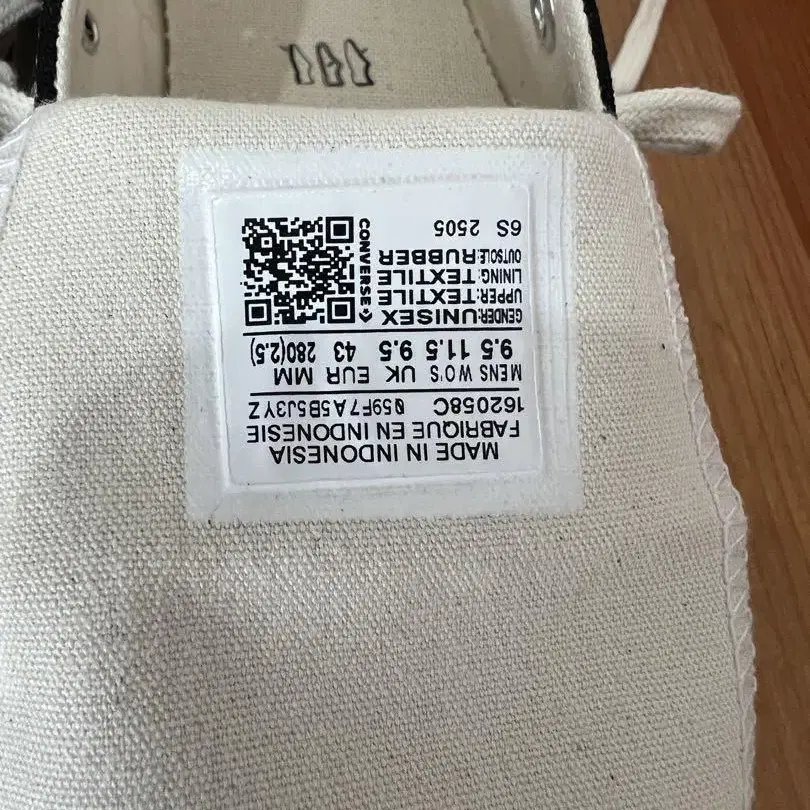 MADE IN INDONESIA
FABRIQUE EN INDONESIE
162058C 059F7A5B5J3YZ
MENS WO'S UK EUR MM
9.5 11.5 9.5 43 280(2.5)
GENDER:UNISEX
UPPER:TEXTILE
LINING:TEXTILE
OUTSOLE:RUBBER
6S 2505
CONVERSE